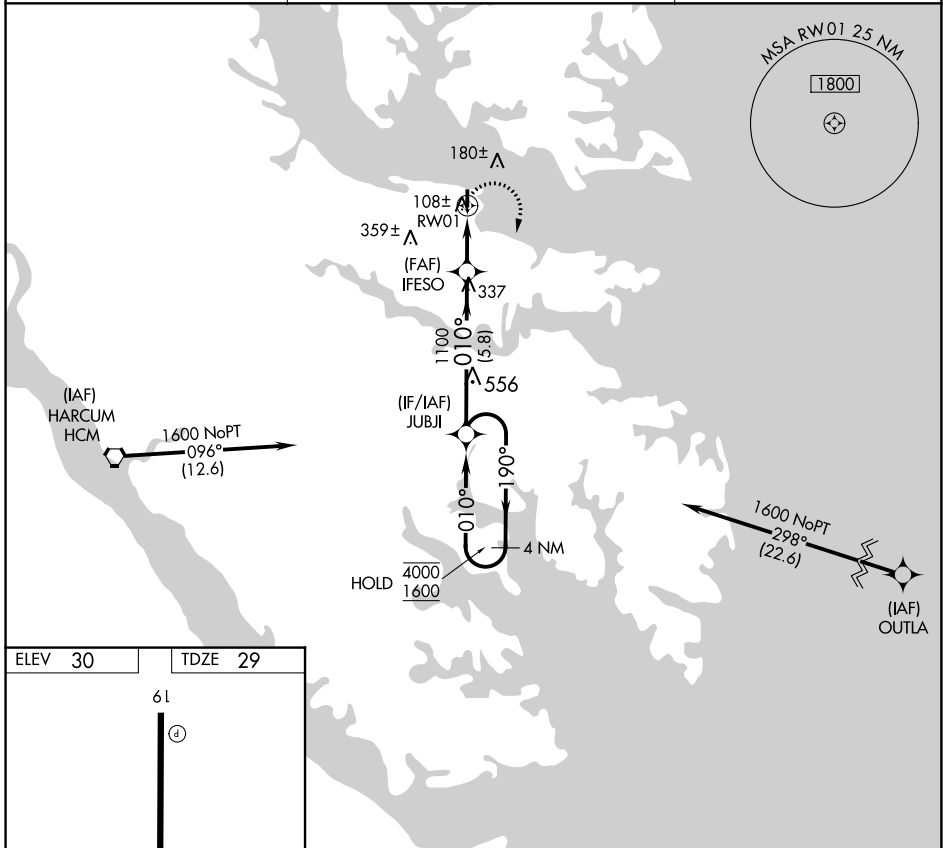 MSA RW01 25 NM
1800
180±
108±
RW01
359±
(FAF)
IFESO
337
1100
010°
(5.8)
556
(IF/IAF)
JUBJI
(IAF)
HARCUM
HCM
1600 NoPT
096°
(12.6)
010°
190°
4 NM
HOLD
4000
1600
1600 NoPT
298°
(22.6)
(IAF)
OUTLA
ELEV 30
TDZE 29
19
P